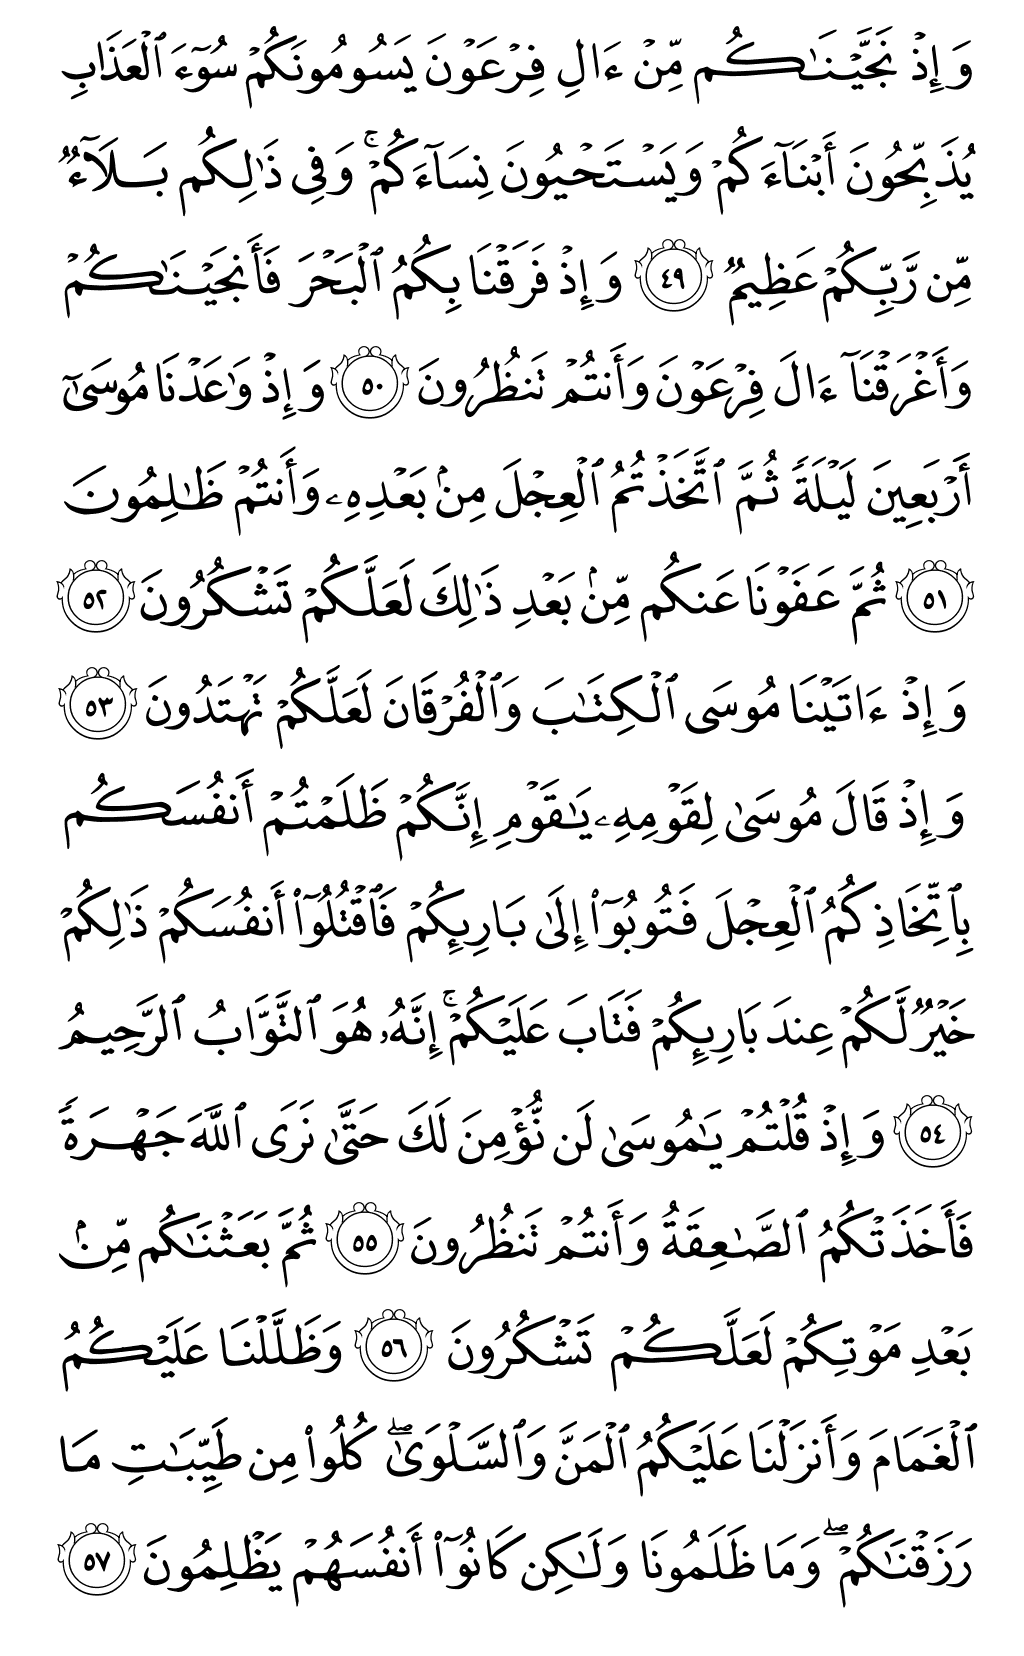 وَإِذۡ نَجَّيۡنَٰكُم مِّنۡ ءَالِ فِرۡعَوۡنَ يَسُومُونَكُمۡ سُوٓءَ ٱلۡعَذَابِ
يُذَبِّحُونَ أَبۡنَآءَكُمۡ وَيَسۡتَحۡيُونَ نِسَآءَكُمۡۚ وَفِي ذَٰلِكُم بَلَآءٞ
مِّن رَّبِّكُمۡ عَظِيمٞ ٤٩ وَإِذۡ فَرَقۡنَا بِكُمُ ٱلۡبَحۡرَ فَأَنجَيۡنَٰكُمۡ
وَأَغۡرَقۡنَآ ءَالَ فِرۡعَوۡنَ وَأَنتُمۡ تَنظُرُونَ ٥٠ وَإِذۡ وَٰعَدۡنَا مُوسَىٰٓ
أَرۡبَعِينَ لَيۡلَةٗ ثُمَّ ٱتَّخَذۡتُمُ ٱلۡعِجۡلَ مِنۢ بَعۡدِهِۦ وَأَنتُمۡ ظَٰلِمُونَ
٥١ ثُمَّ عَفَوۡنَا عَنكُم مِّنۢ بَعۡدِ ذَٰلِكَ لَعَلَّكُمۡ تَشۡكُرُونَ ٥٢
وَإِذۡ ءَاتَيۡنَا مُوسَى ٱلۡكِتَٰبَ وَٱلۡفُرۡقَانَ لَعَلَّكُمۡ تَهۡتَدُونَ ٥٣
وَإِذۡ قَالَ مُوسَىٰ لِقَوۡمِهِۦ يَٰقَوۡمِ إِنَّكُمۡ ظَلَمۡتُمۡ أَنفُسَكُم
بِٱتِّخَاذِكُمُ ٱلۡعِجۡلَ فَتُوبُوٓاْ إِلَىٰ بَارِئِكُمۡ فَٱقۡتُلُوٓاْ أَنفُسَكُمۡ ذَٰلِكُمۡ
خَيۡرٞ لَّكُمۡ عِندَ بَارِئِكُمۡ فَتَابَ عَلَيۡكُمۡۚ إِنَّهُۥ هُوَ ٱلتَّوَّابُ ٱلرَّحِيمُ
٥٤ وَإِذۡ قُلۡتُمۡ يَٰمُوسَىٰ لَن نُّؤۡمِنَ لَكَ حَتَّىٰ نَرَى ٱللَّهَ جَهۡرَةٗ
فَأَخَذَتۡكُمُ ٱلصَّٰعِقَةُ وَأَنتُمۡ تَنظُرُونَ ٥٥ ثُمَّ بَعَثۡنَٰكُم مِّنۢ
بَعۡدِ مَوۡتِكُمۡ لَعَلَّكُمۡ تَشۡكُرُونَ ٥٦ وَظَلَّلۡنَا عَلَيۡكُمُ
ٱلۡغَمَامَ وَأَنزَلۡنَا عَلَيۡكُمُ ٱلۡمَنَّ وَٱلسَّلۡوَىٰۖ كُلُواْ مِن طَيِّبَٰتِ مَا
رَزَقۡنَٰكُمۡۖ وَمَا ظَلَمُونَا وَلَٰكِن كَانُوٓاْ أَنفُسَهُمۡ يَظۡلِمُونَ ٥٧